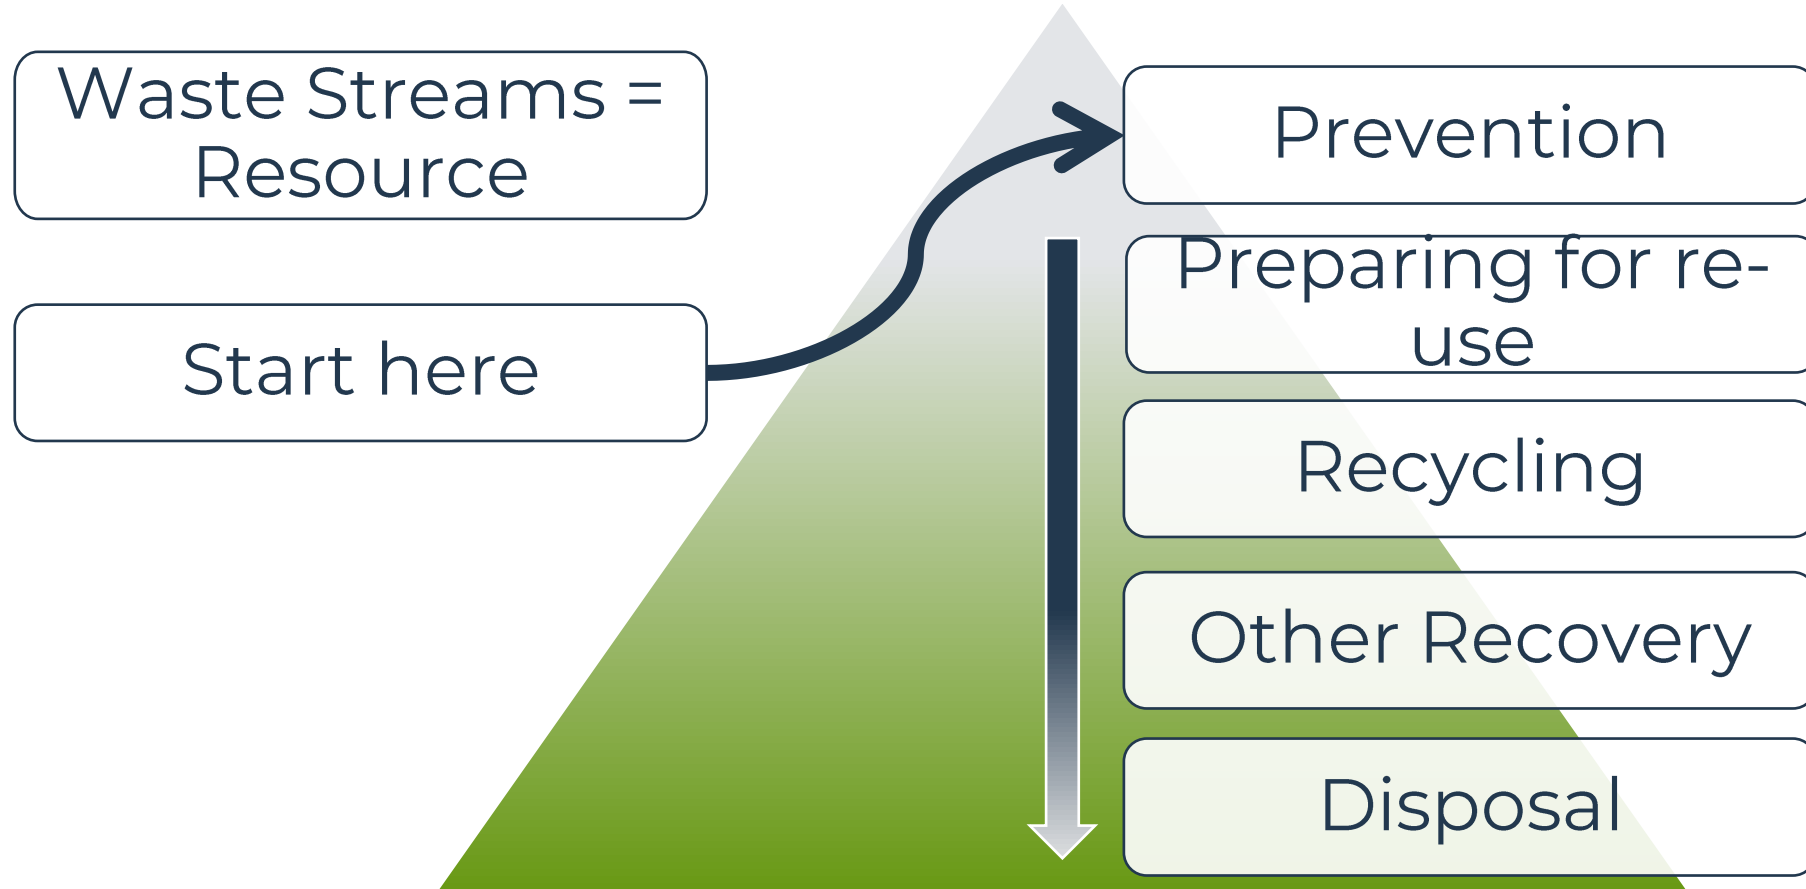 Waste Streams =
Resource
Start here
Prevention
Preparing for re-
use
Recycling
Other Recovery
Disposal